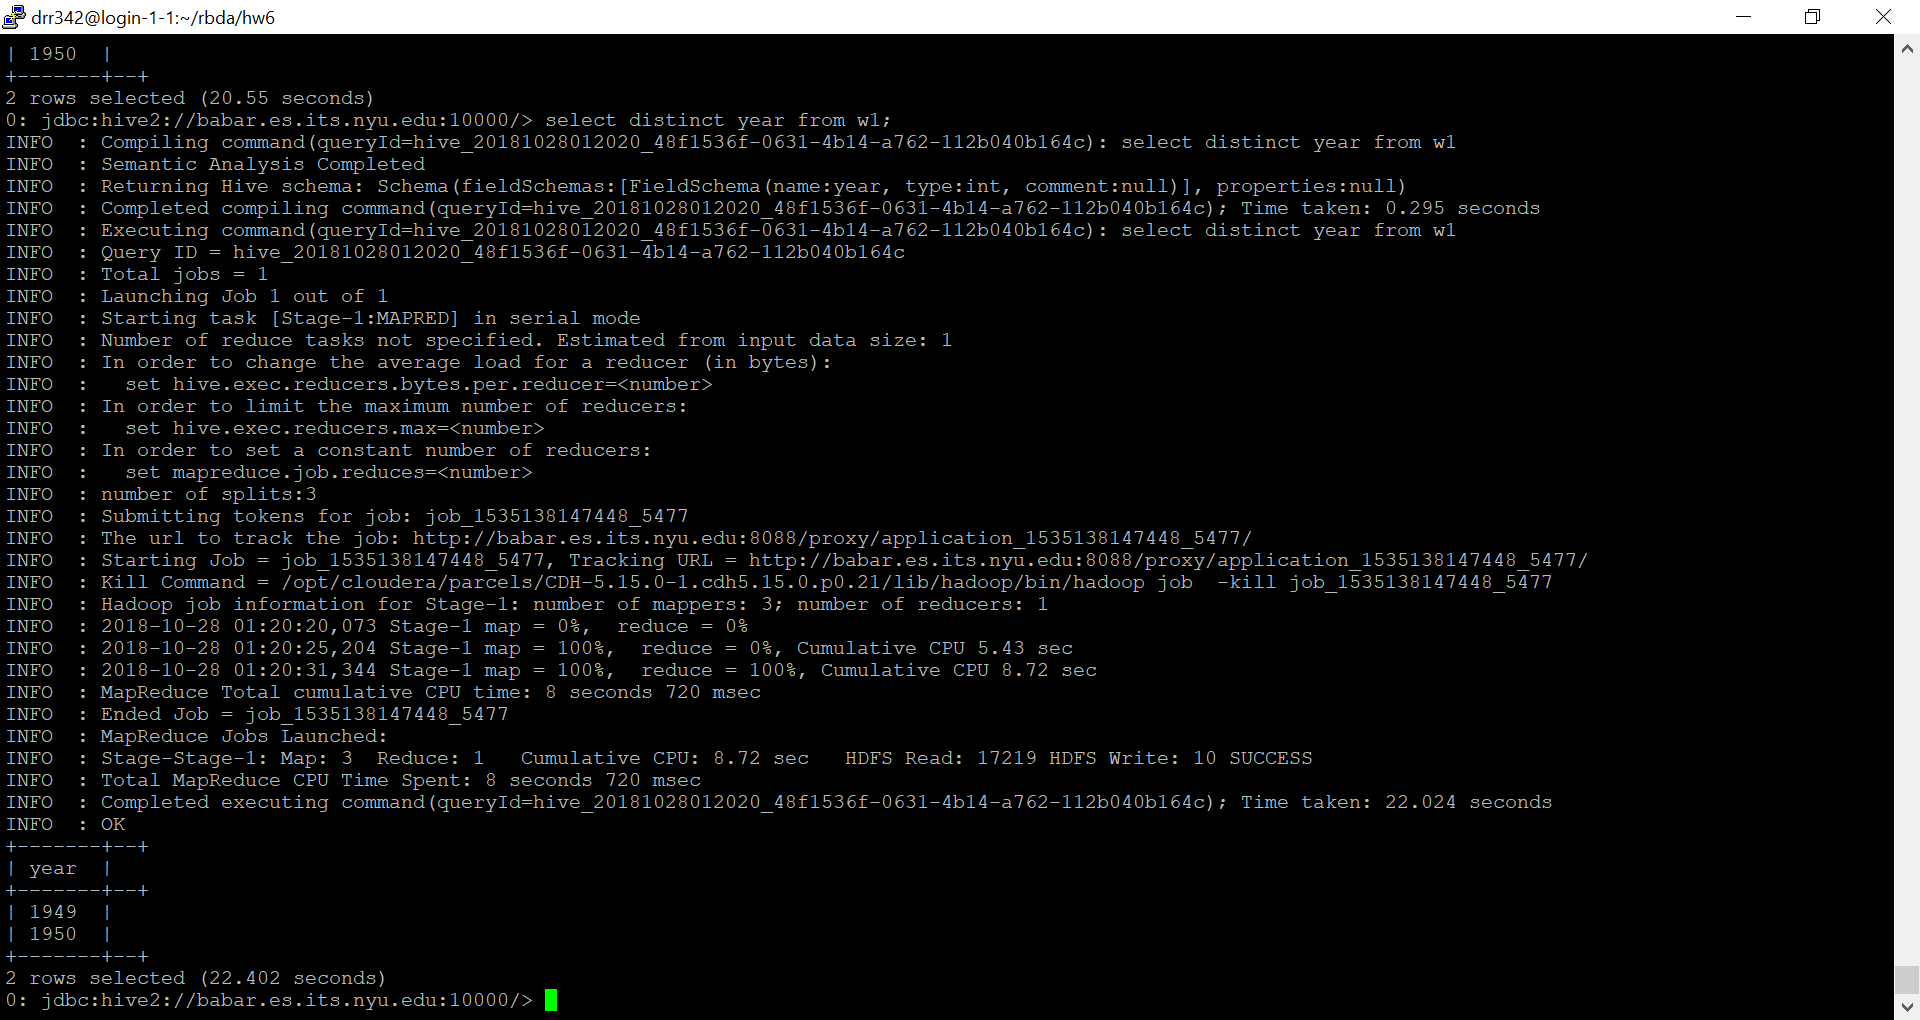 drr342@login-1-1:~/rbda/hw6
| 1950  |
+-------+--+
2 rows selected (20.55 seconds)
0: jdbc:hive2://babar.es.its.nyu.edu:10000/> select distinct year from w1;
INFO  : Compiling command(queryId=hive_20181028012020_48f1536f-0631-4b14-a762-112b040b164c): select distinct year from w1
INFO  : Semantic Analysis Completed
INFO  : Returning Hive schema: Schema(fieldSchemas:[FieldSchema(name:year, type:int, comment:null)], properties:null)
INFO  : Completed compiling command(queryId=hive_20181028012020_48f1536f-0631-4b14-a762-112b040b164c); Time taken: 0.295 seconds
INFO  : Executing command(queryId=hive_20181028012020_48f1536f-0631-4b14-a762-112b040b164c): select distinct year from w1
INFO  : Query ID = hive_20181028012020_48f1536f-0631-4b14-a762-112b040b164c
INFO  : Total jobs = 1
INFO  : Launching Job 1 out of 1
INFO  : Starting task [Stage-1:MAPRED] in serial mode
INFO  : Number of reduce tasks not specified. Estimated from input data size: 1
INFO  : In order to change the average load for a reducer (in bytes):
INFO  :   set hive.exec.reducers.bytes.per.reducer=<number>
INFO  : In order to limit the maximum number of reducers:
INFO  :   set hive.exec.reducers.max=<number>
INFO  : In order to set a constant number of reducers:
INFO  :   set mapreduce.job.reduces=<number>
INFO  : number of splits:3
INFO  : Submitting tokens for job: job_1535138147448_5477
INFO  : The url to track the job: http://babar.es.its.nyu.edu:8088/proxy/application_1535138147448_5477/
INFO  : Starting Job = job_1535138147448_5477, Tracking URL = http://babar.es.its.nyu.edu:8088/proxy/application_1535138147448_5477/
INFO  : Kill Command = /opt/cloudera/parcels/CDH-5.15.0-1.cdh5.15.0.p0.21/lib/hadoop/bin/hadoop job  -kill job_1535138147448_5477
INFO  : Hadoop job information for Stage-1: number of mappers: 3; number of reducers: 1
INFO  : 2018-10-28 01:20:20,073 Stage-1 map = 0%,  reduce = 0%
INFO  : 2018-10-28 01:20:25,204 Stage-1 map = 100%,  reduce = 0%, Cumulative CPU 5.43 sec
INFO  : 2018-10-28 01:20:31,344 Stage-1 map = 100%,  reduce = 100%, Cumulative CPU 8.72 sec
INFO  : MapReduce Total cumulative CPU time: 8 seconds 720 msec
INFO  : Ended Job = job_1535138147448_5477
INFO  : MapReduce Jobs Launched:
INFO  : Stage-Stage-1: Map: 3  Reduce: 1   Cumulative CPU: 8.72 sec   HDFS Read: 17219 HDFS Write: 10 SUCCESS
INFO  : Total MapReduce CPU Time Spent: 8 seconds 720 msec
INFO  : Completed executing command(queryId=hive_20181028012020_48f1536f-0631-4b14-a762-112b040b164c); Time taken: 22.024 seconds
INFO  : OK
+-------+--+
| year  |
+-------+--+
| 1949  |
| 1950  |
+-------+--+
2 rows selected (22.402 seconds)
0: jdbc:hive2://babar.es.its.nyu.edu:10000/>